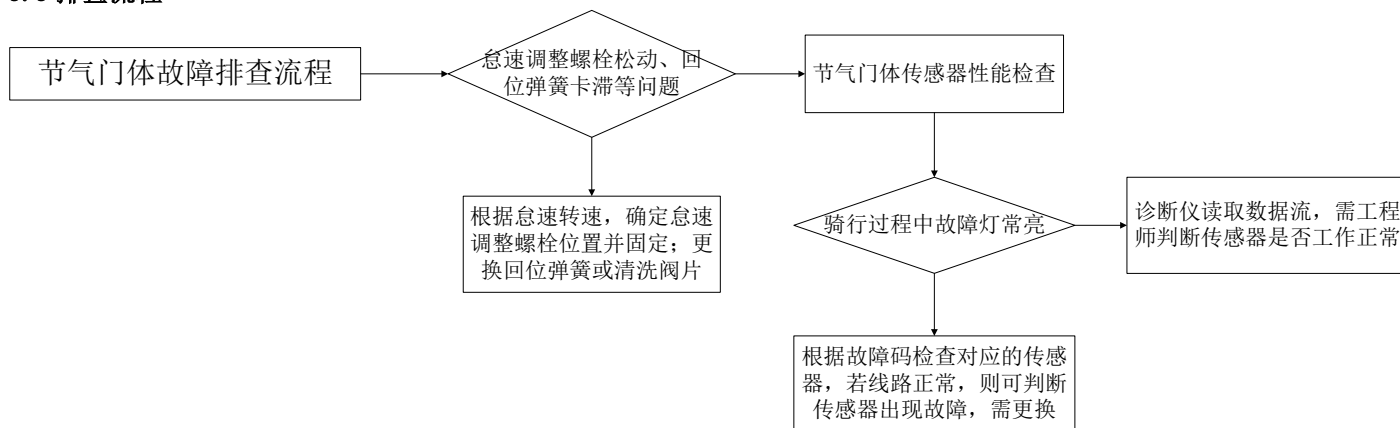 节气门体故障排查流程
怠速调整螺栓松动、回
位弹簧卡滞等问题
节气门体传感器性能检查
根据怠速转速，确定怠速
调整螺栓位置并固定；更
换回位弹簧或清洗阀片
骑行过程中故障灯常亮
诊断仪读取数据流，需工程
师判断传感器是否工作正常
根据故障码检查对应的传感
器，若线路正常，则可判断
传感器出现故障，需更换